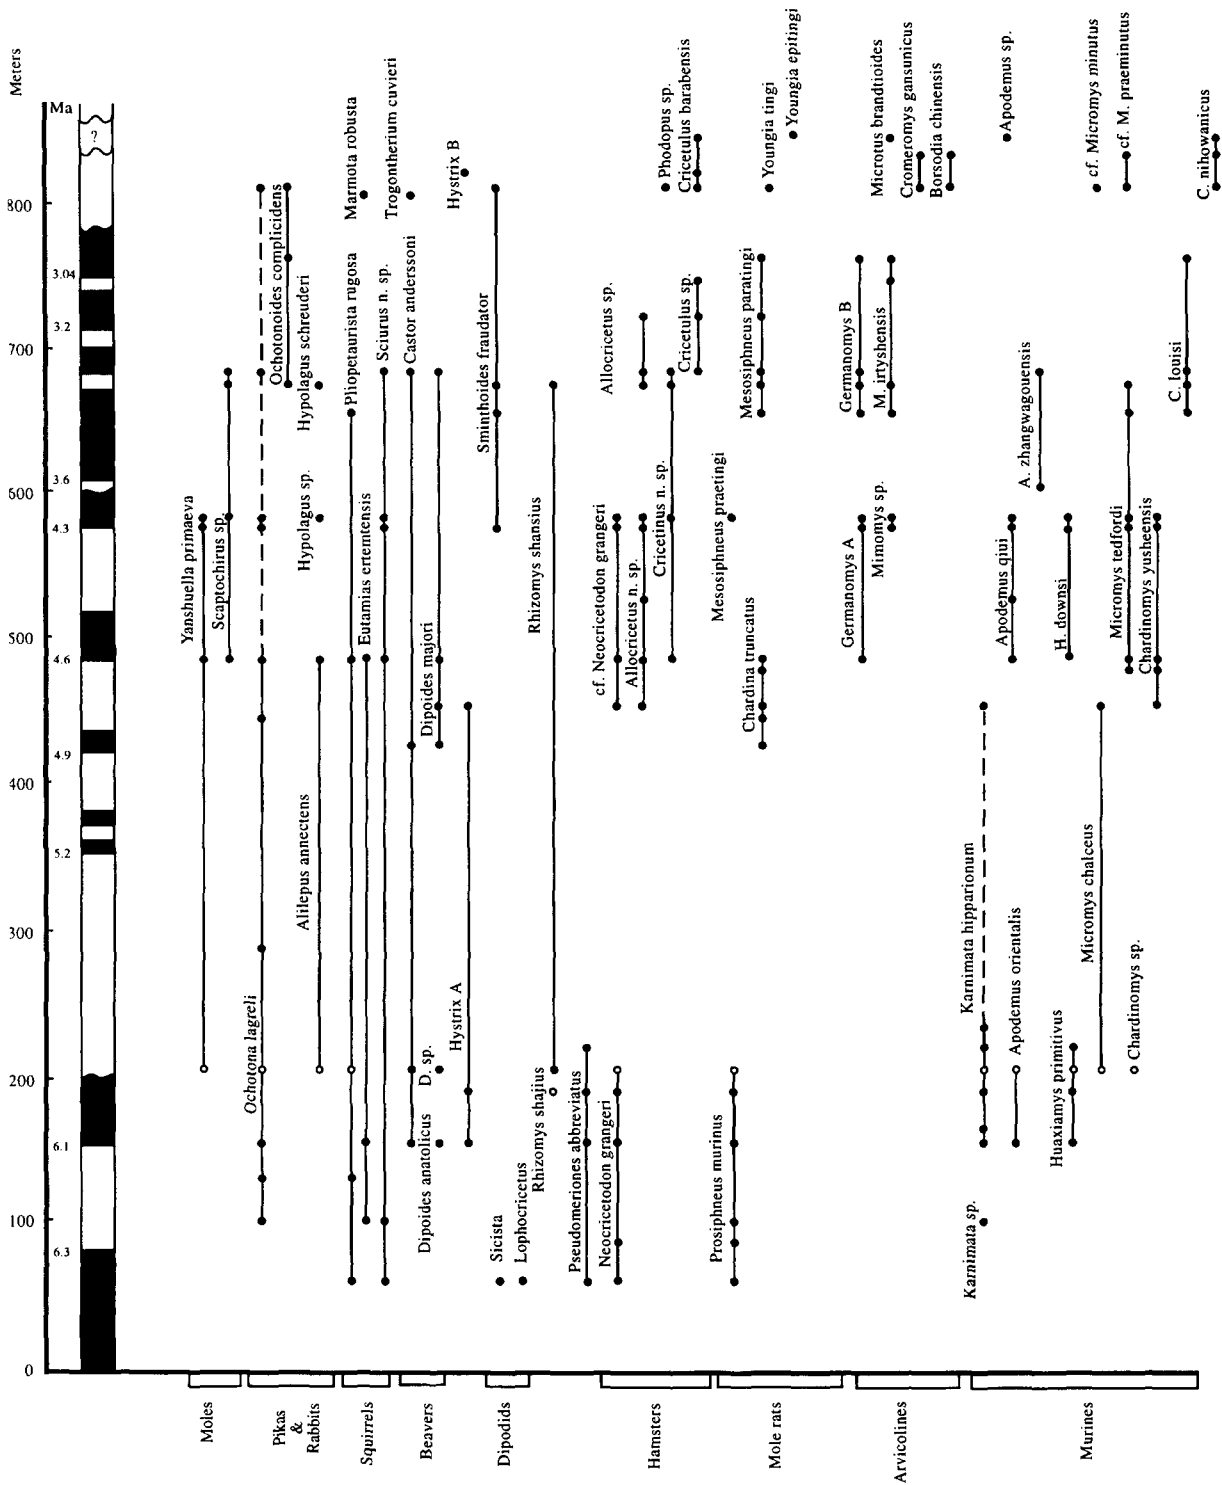 Meters
Ma
?
800
700
600
500
400
300
200
100
0
3.04
3.2
3.6
4.3
4.6
4.9
5.2
6.1
6.3
Yanshuella primaeva
Scaptochirus sp.
Ochotona lagreli
Ochotonoides complicidens
Hypolagus schreuderi
Hypolagus sp.
Alilepus annectens
Marmota robusta
Pliopetaurista rugosa
Eutamias ertemtensis
Sciurus n. sp.
Trogontherium cuvieri
Castor anderssoni
Dipoides majori
D. sp.
Dipoides anatolicus
Hystrix B
Hystrix A
Sminthoides fraudator
Sicista
Lophocricetus
Rhizomys shansius
Rhizomys shajius
Pseudomeriones abbreviatus
Neocricetodon grangeri
cf. Neocricetodon grangeri
Allocricetus sp.
Allocricetus n. sp.
Cricetinus n. sp.
Phodopus sp.
Cricetulus barabensis
Cricetulus sp.
Youngia tingi
Youngia epitingi
Mesosiphneus paratingi
Mesosiphneus praetingi
Chardina truncatus
Prosiphneus murinus
Microtus brandtioides
Cromeromys gansunicus
Borsodia chinensis
Germanomys B
M. irtyshensis
Germanomys A
Mimomys sp.
Apodemus sp.
A. zhangwagouensis
Apodemus qiui
H. downsi
Karnimata hipparionum
Apodemus orientalis
Huaxiamys primitivus
Karnimata sp.
cf. Micromys minutus
cf. M. praeminutus
Micromys tedfordi
Chardinomys yusheensis
Micromys chalceus
Chardinomys sp.
C. nihowanicus
C. louisi
Moles
Pikas
&
Rabbits
Squirrels
Beavers
Dipodids
Hamsters
Mole rats
Arvicolines
Murines